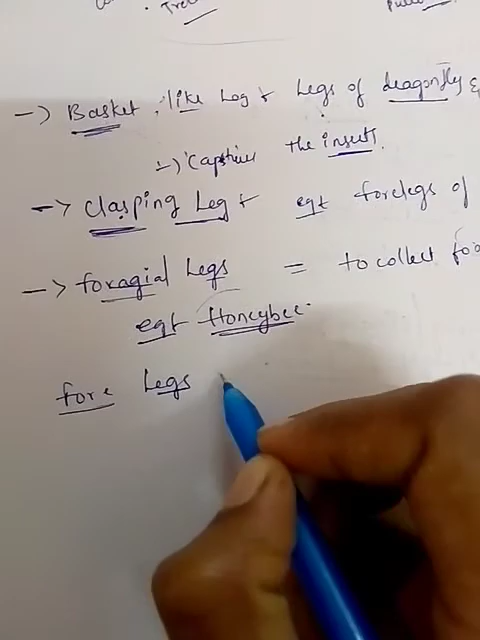 -> Basket like Leg : Legs of dragonfly
-> Captures the insects.
-> Clasping Leg : eg: forelegs of
-> foragial Legs = to collect foo
eg: Honeybee.
fore Legs